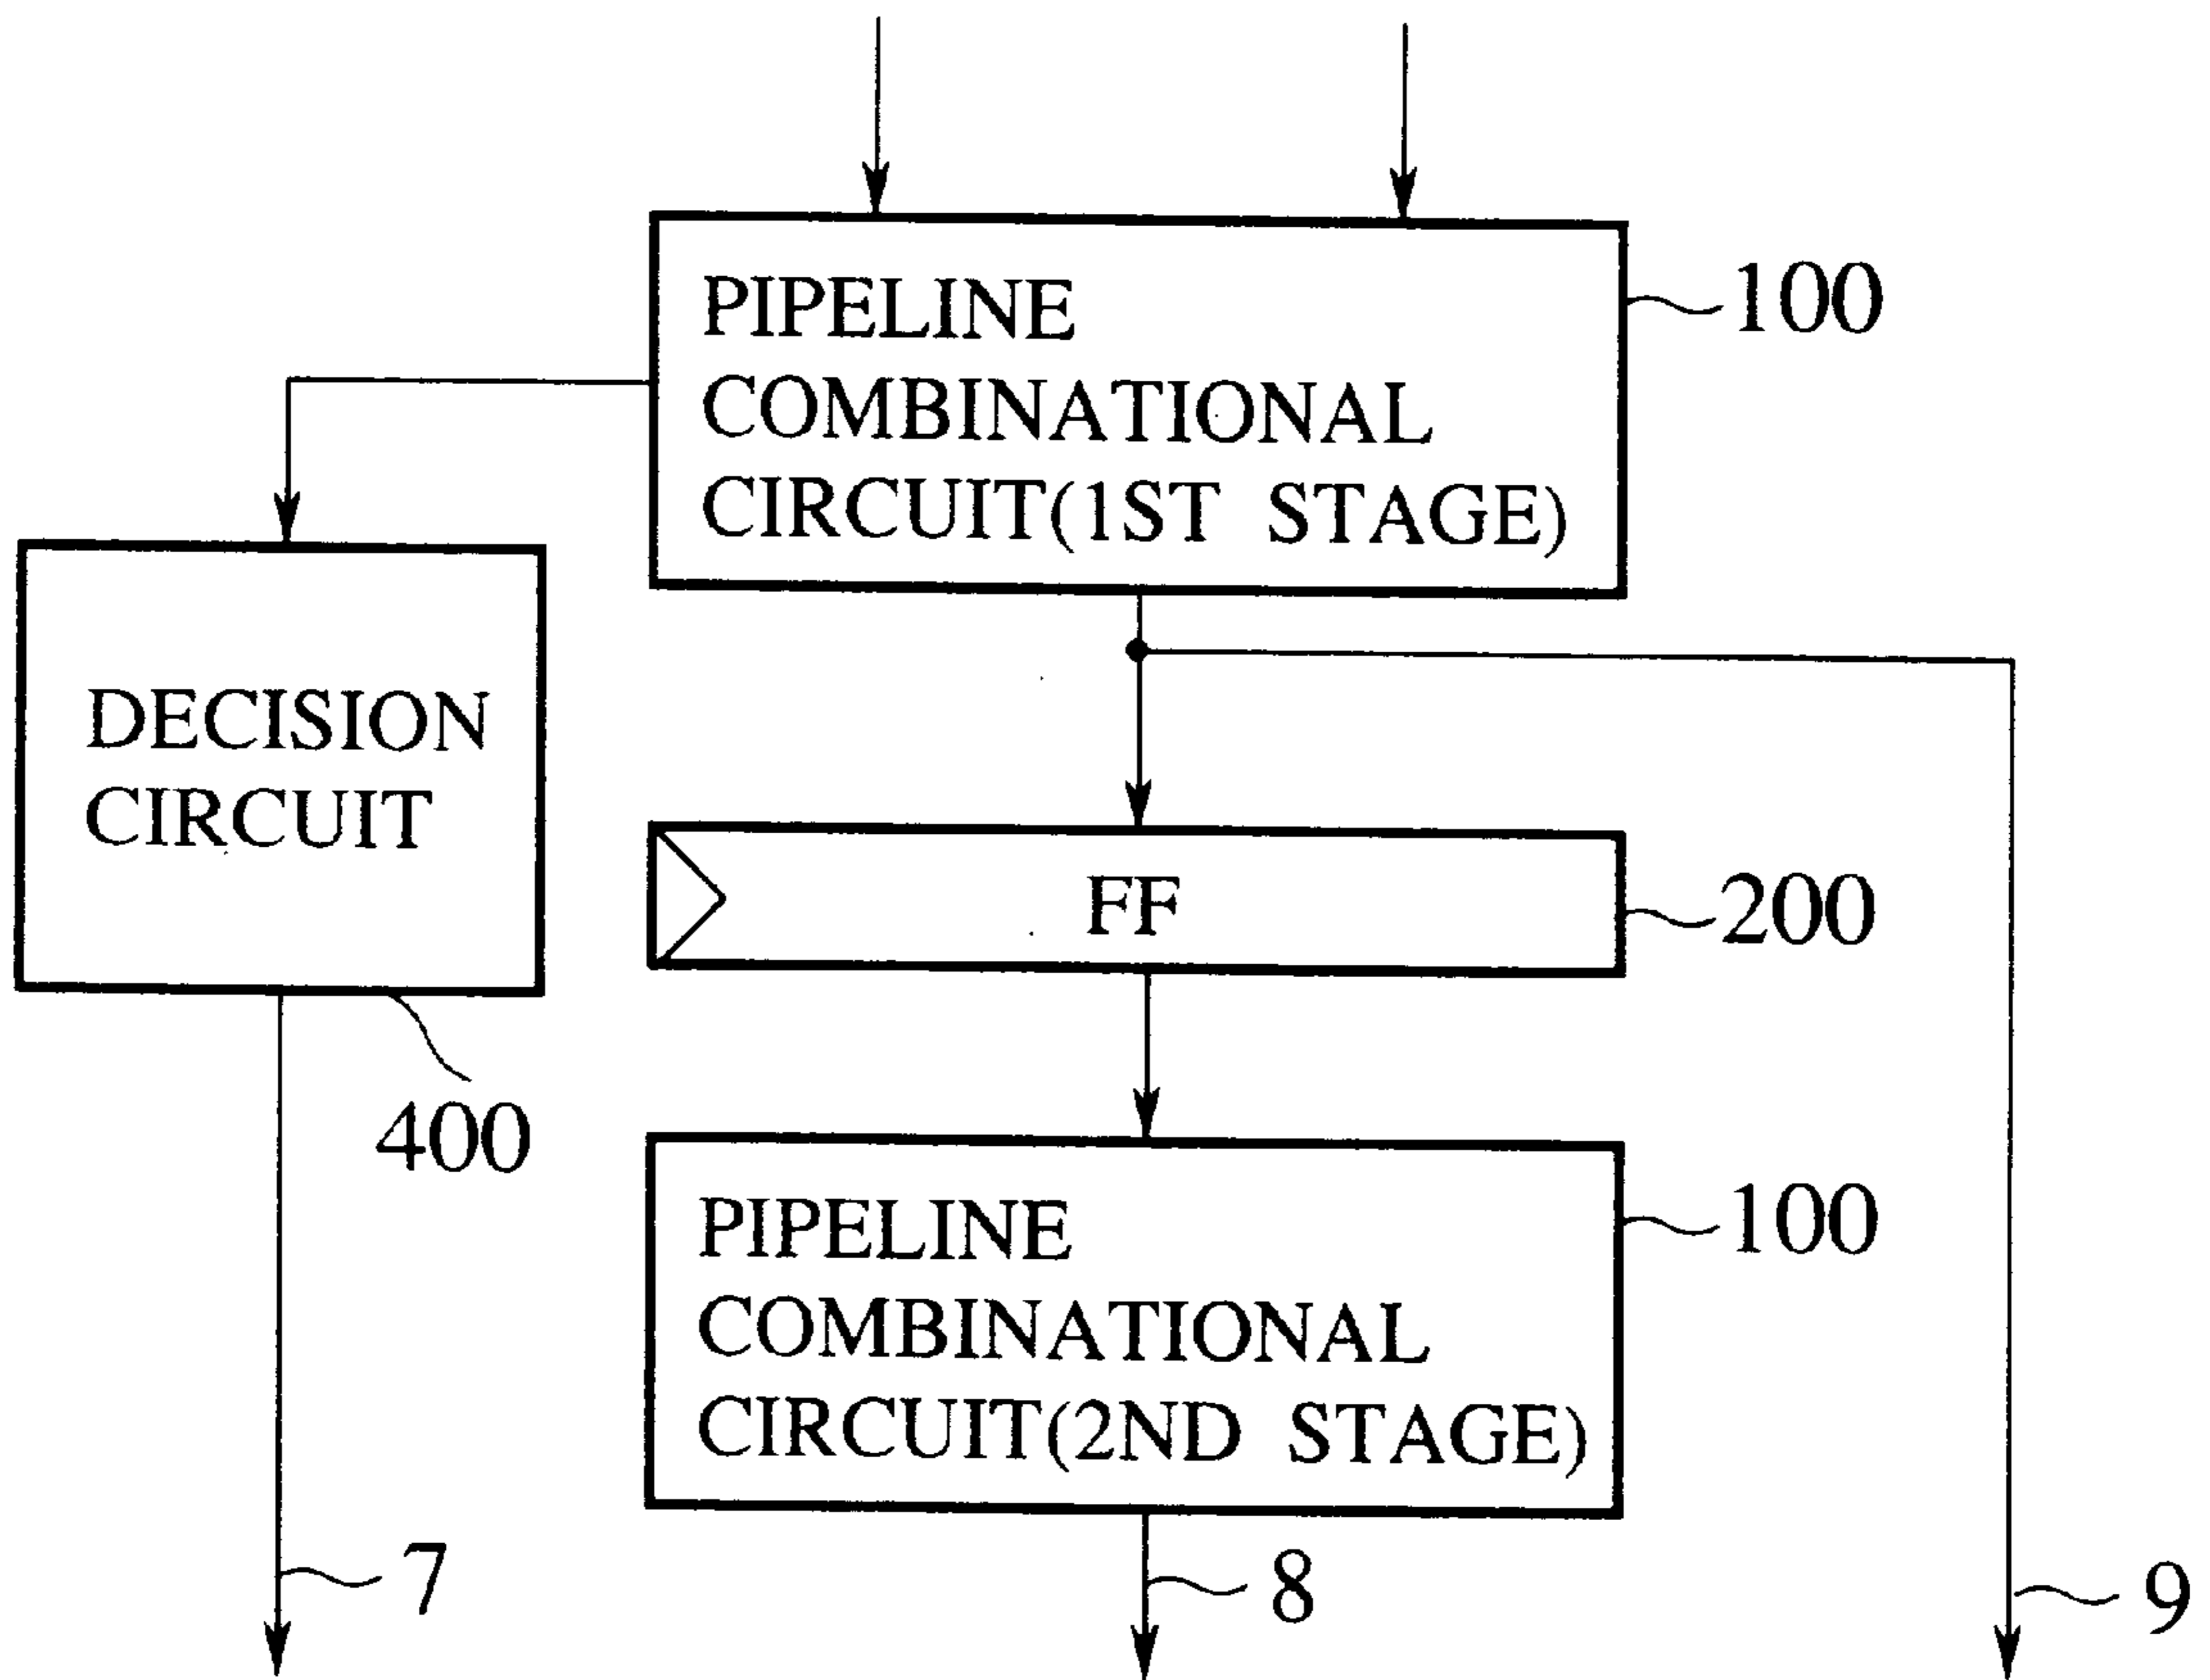 PIPELINE
COMBINATIONAL
CIRCUIT(1ST STAGE)
100
DECISION
CIRCUIT
400
FF
200
PIPELINE
COMBINATIONAL
CIRCUIT(2ND STAGE)
100
7
8
9